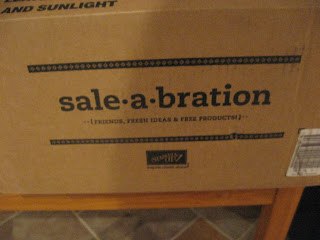 AND SUNLIGHT
sale·a·bration
{FRIENDS, FRESH IDEAS & FREE PRODUCTS!}